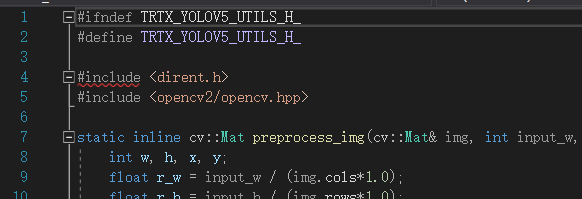 1 #ifndef TRTX_YOLOV5_UTILS_H_
2 #define TRTX_YOLOV5_UTILS_H_
3
4 #include <dirent.h>
5 #include <opencv2/opencv.hpp>
6
7 static inline cv::Mat preprocess_img(cv::Mat& img, int input_w,
8 int w, h, x, y;
9 float r_w = input_w / (img.cols*1.0);
10 float r_h = input_h / (img.rows*1.0);